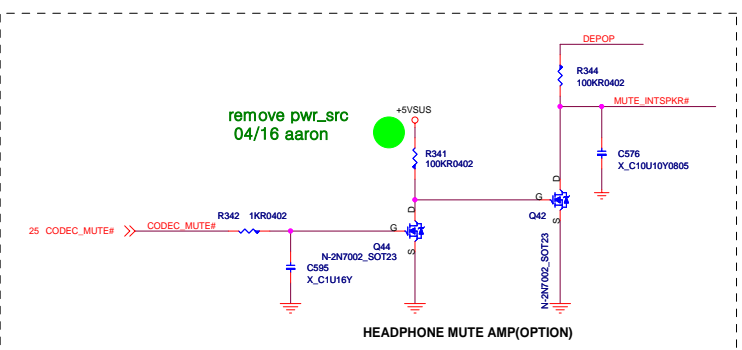 DEPOP
R344
100KR0402
MUTE_INTSPKR#
remove pwr_src
04/16 aaron
+5VSUS
R341
100KR0402
C576
X_C10U10Y0805
D
G
Q42
S
N-2N7002_SOT23
25 CODEC_MUTE#
CODEC_MUTE#
R342 1KR0402
D
G
Q44
N-2N7002_SOT23
S
C595
X_C1U16Y
HEADPHONE MUTE AMP(OPTION)